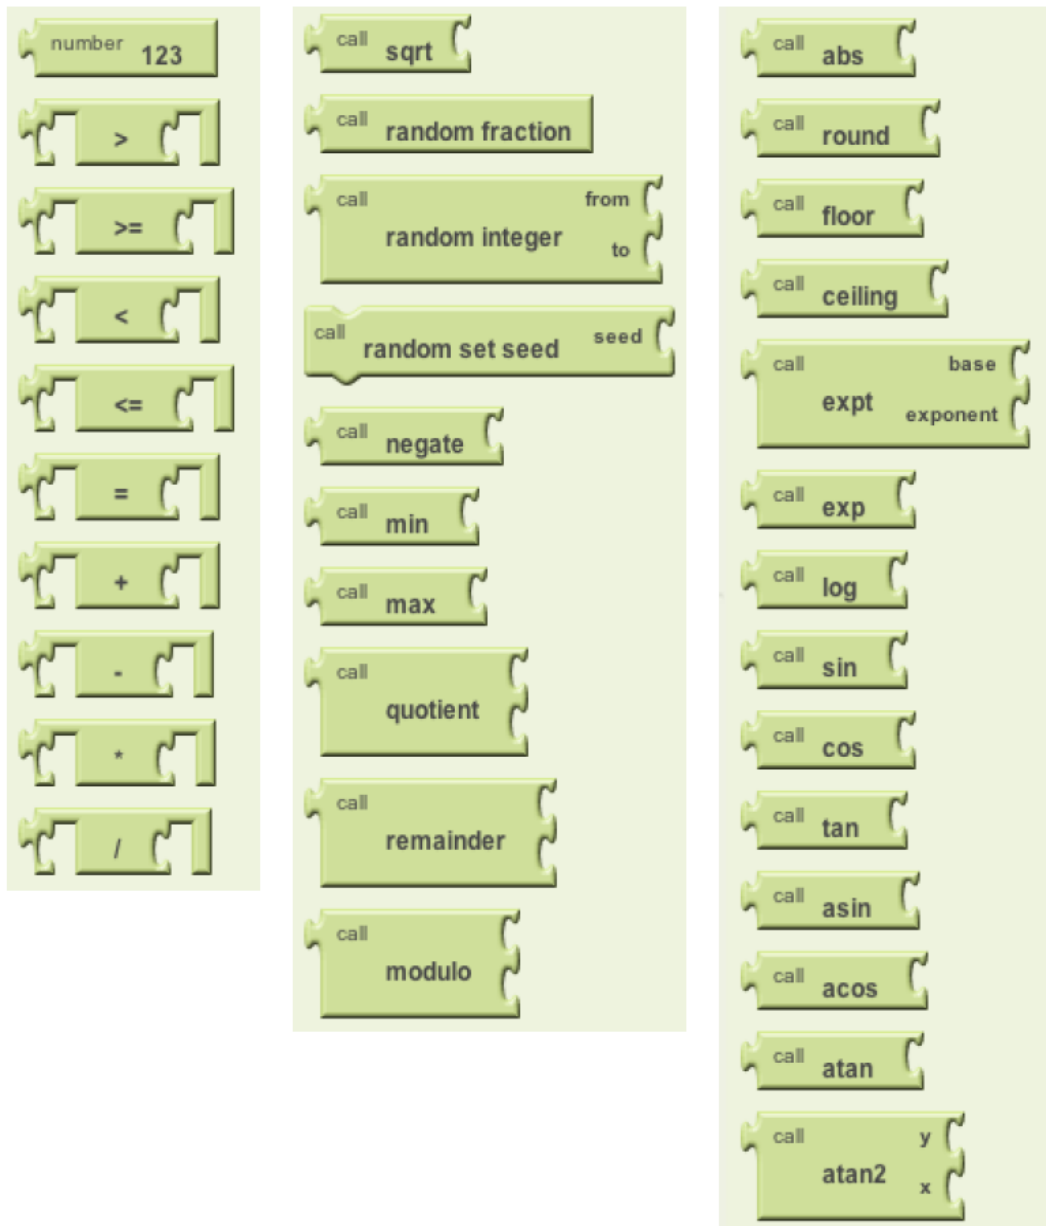 number 123
>
>=
<
<=
=
+
-
*
/
call sqrt
call random fraction
call random integer from to
call random set seed seed
call negate
call min
call max
call quotient
call remainder
call modulo
call abs
call round
call floor
call ceiling
call expt base exponent
call exp
call log
call sin
call cos
call tan
call asin
call acos
call atan
call atan2 y x